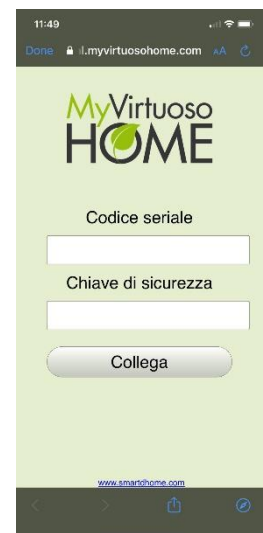 11:49
Done l.myvirtuosohome.com AA
MyVirtuoso
HOME
Codice seriale
Chiave di sicurezza
Collega
www.smartdhome.com